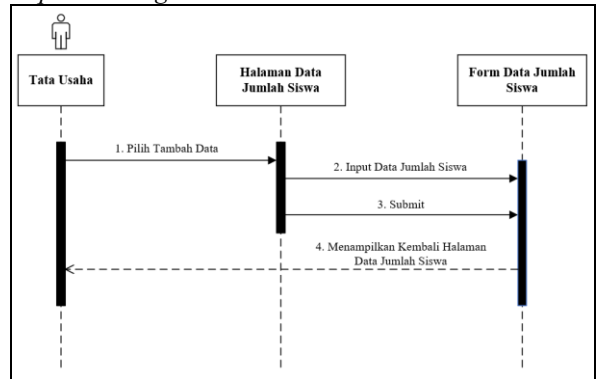 Tata Usaha
Halaman Data
Jumlah Siswa
Form Data Jumlah
Siswa
1. Pilih Tambah Data
2. Input Data Jumlah Siswa
3. Submit
4. Menampilkan Kembali Halaman
Data Jumlah Siswa